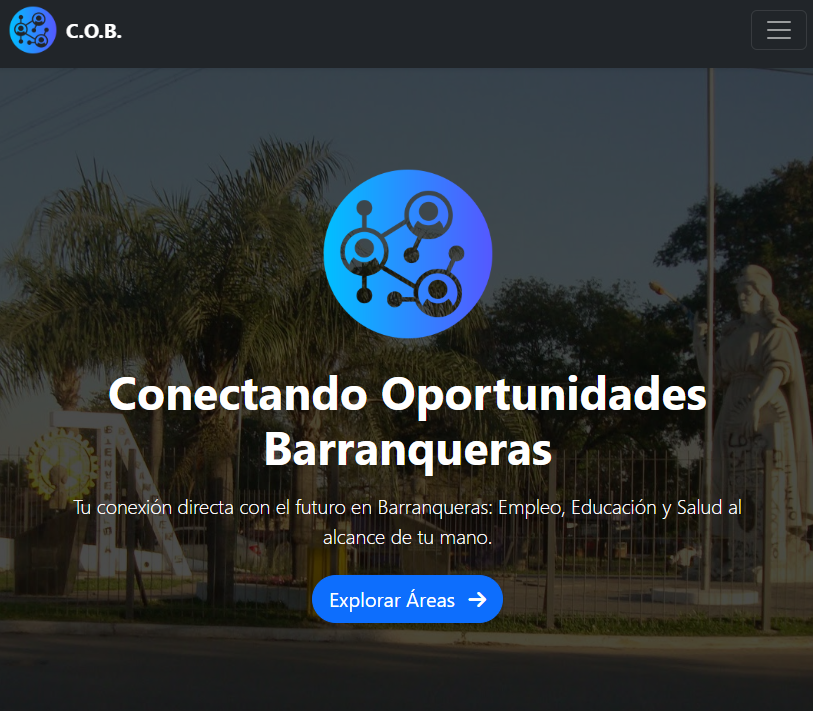 C.O.B.
Conectando Oportunidades
Barranqueras
Tu conexión directa con el futuro en Barranqueras: Empleo, Educación y Salud al
alcance de tu mano.
Explorar Áreas